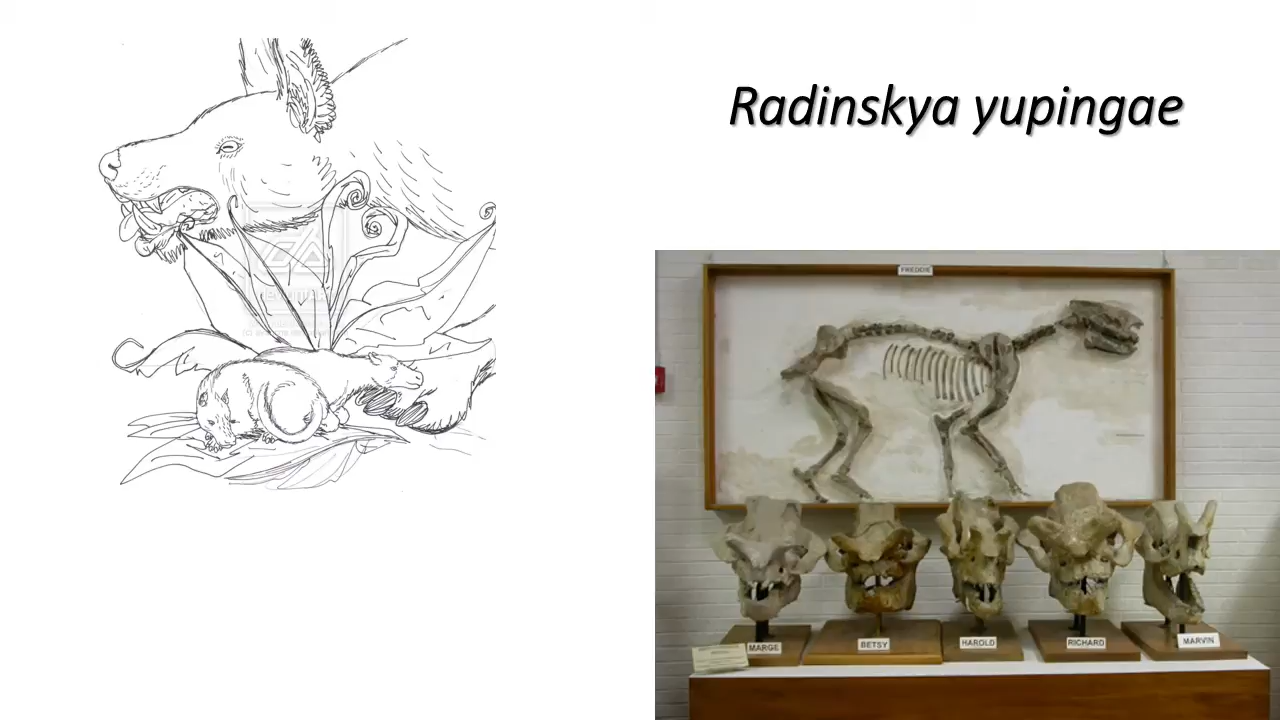 Radinskya yupingae
FREDDIE
MARGE
BETSY
HAROLD
RICHARD
MARVIN